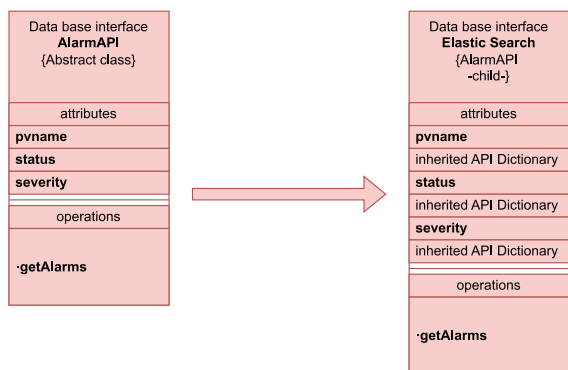 Data base interface
AlarmAPI
{Abstract class}
attributes
pvname
status
severity
operations
·getAlarms
Data base interface
Elastic Search
{AlarmAPI
-child-}
attributes
pvname
inherited API Dictionary
status
inherited API Dictionary
severity
inherited API Dictionary
operations
·getAlarms